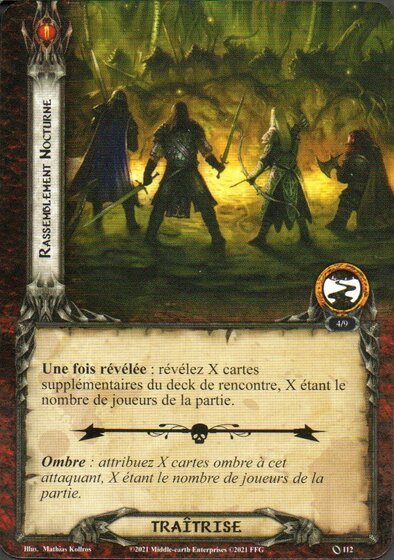 Rassemblement Nocturne
4/9
Une fois révélée : révélez X cartes
supplémentaires du deck de rencontre, X étant le
nombre de joueurs de la partie.
Ombre : attribuez X cartes ombre à cet
attaquant, X étant le nombre de joueurs de la
partie.
TRAÎTRISE
Illus. Mathias Kollros
©2021 Middle-earth Enterprises ©2021 FFG
112